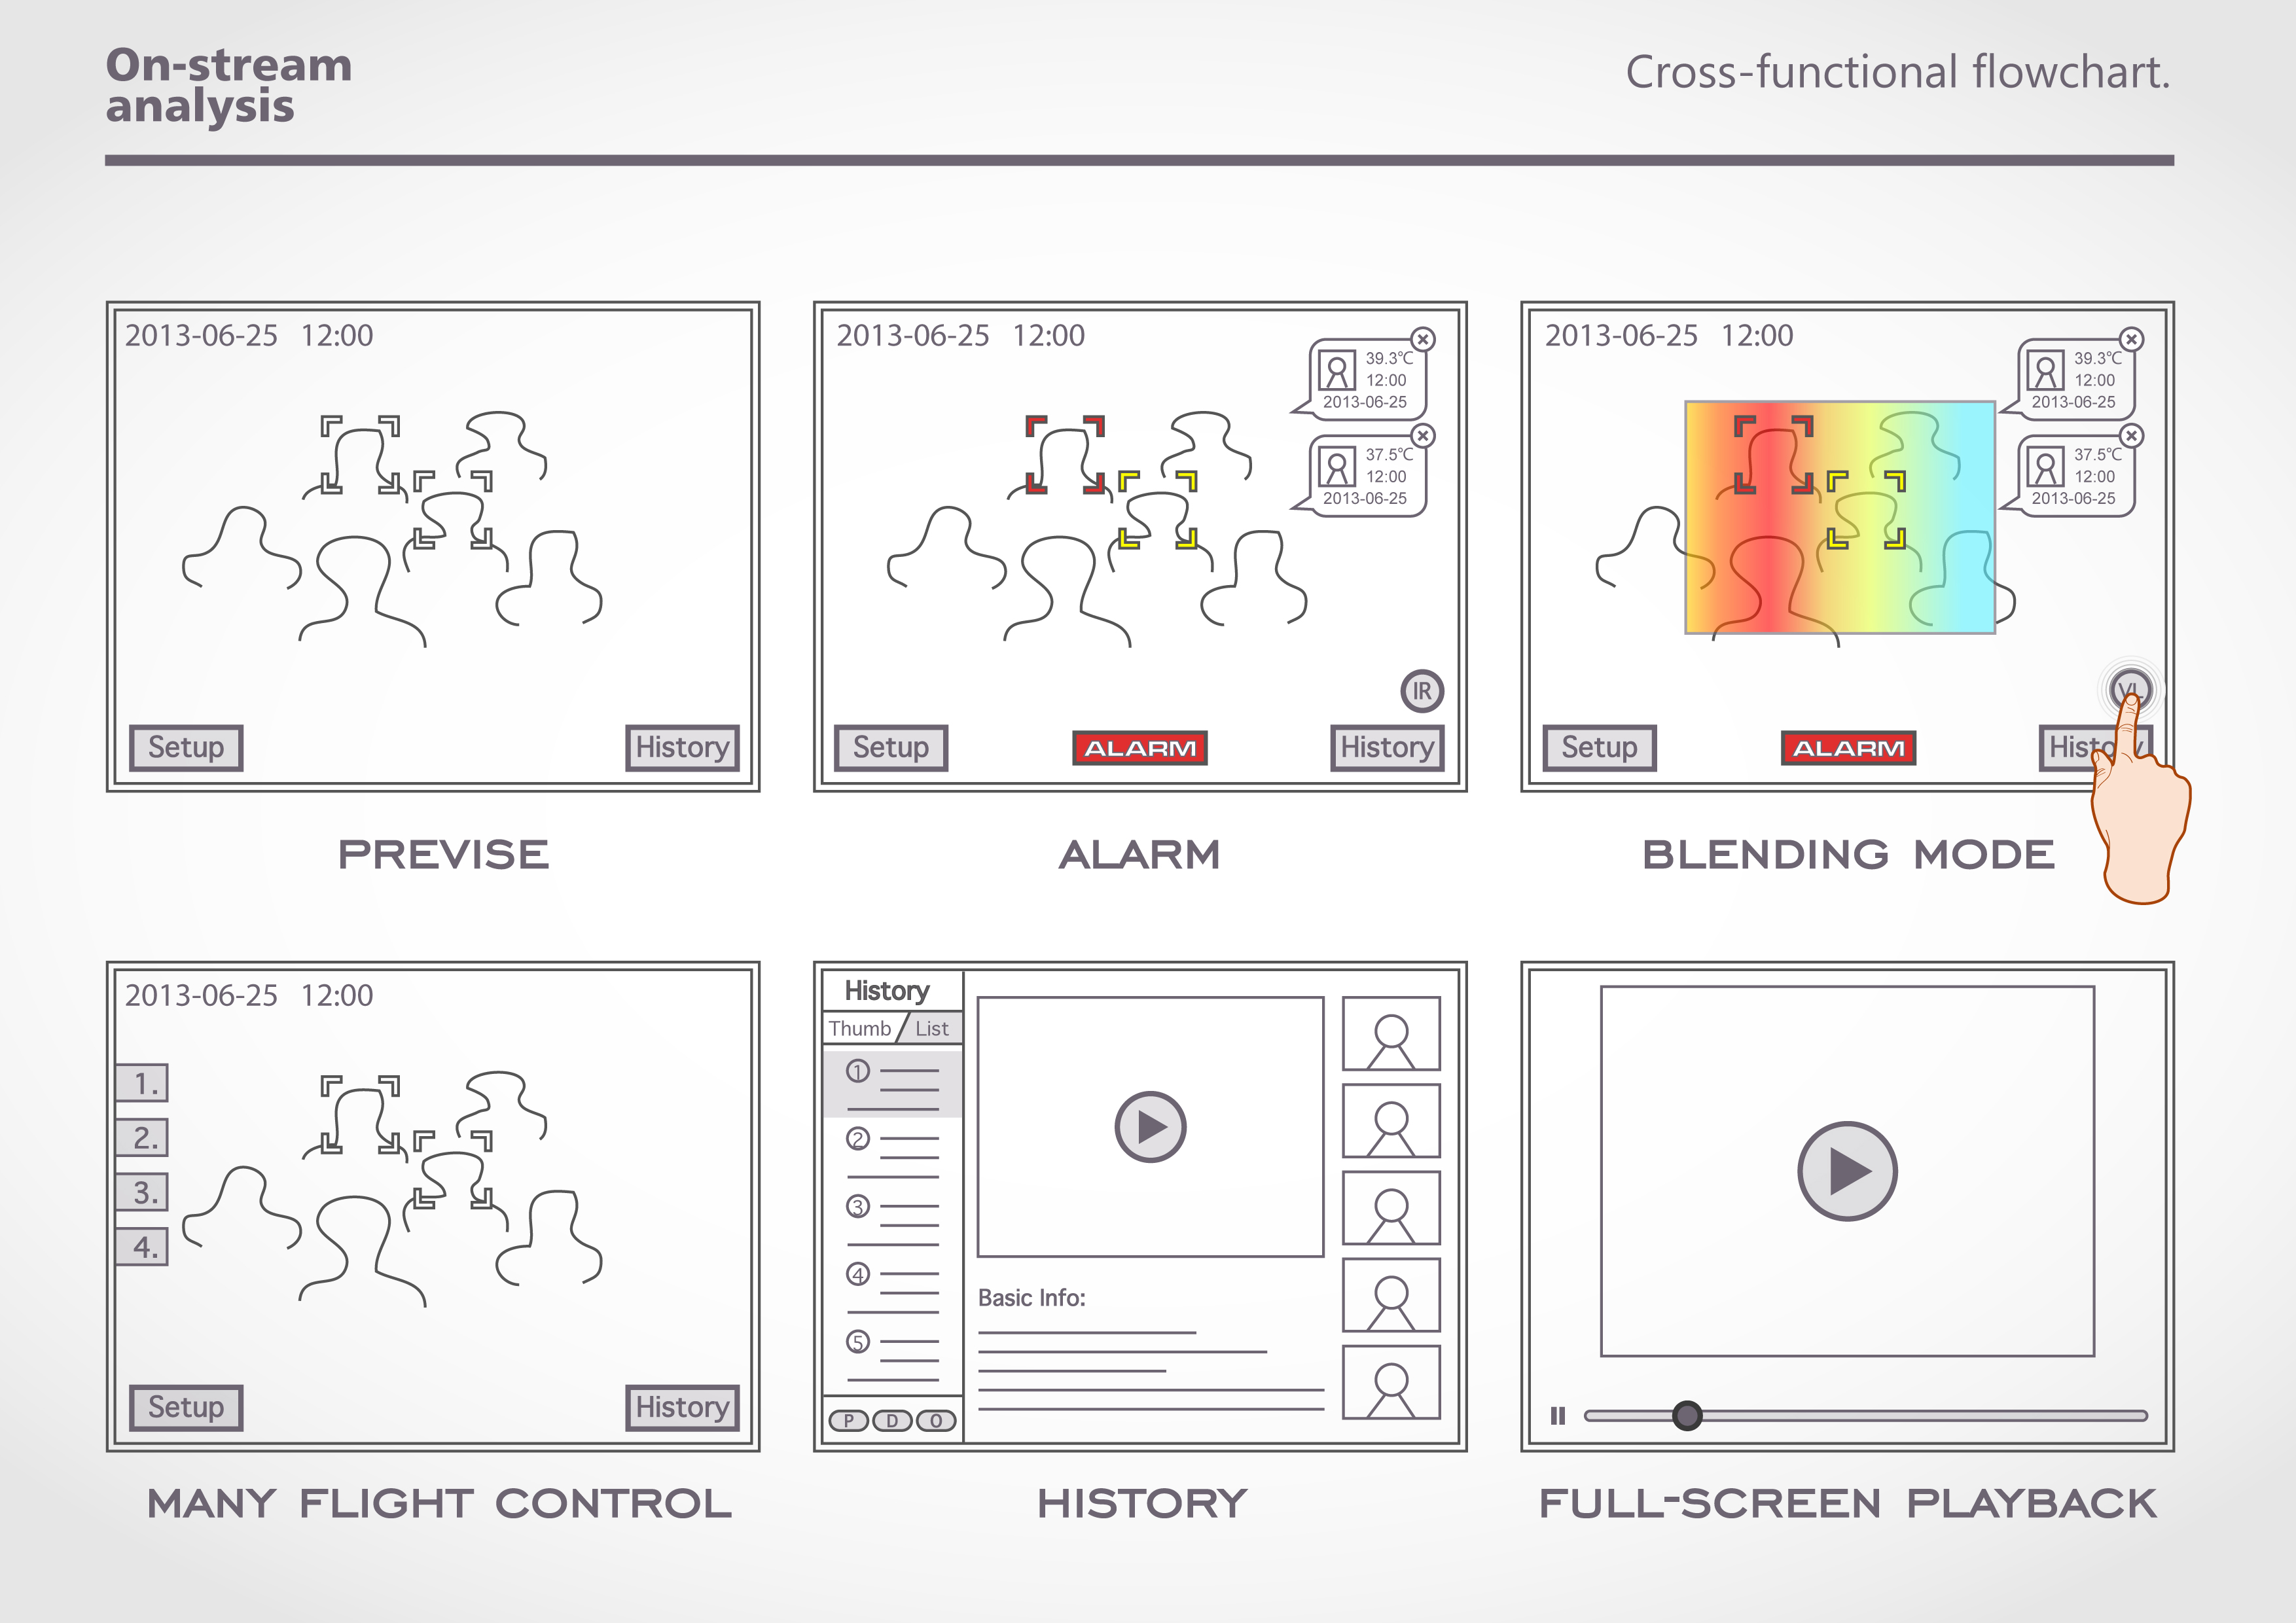 On-stream
analysis
Cross-functional flowchart.
2013-06-25 12:00
Setup
History
PREVISE
2013-06-25 12:00
39.3℃
12:00
2013-06-25
37.5℃
12:00
2013-06-25
IR
Setup
ALARM
History
ALARM
2013-06-25 12:00
39.3℃
12:00
2013-06-25
37.5℃
12:00
2013-06-25
VL
Setup
ALARM
History
BLENDING MODE
2013-06-25 12:00
1.
2.
3.
4.
Setup
History
MANY FLIGHT CONTROL
History
Thumb List
1
2
3
4
5
P D O
Basic Info:
HISTORY
FULL-SCREEN PLAYBACK